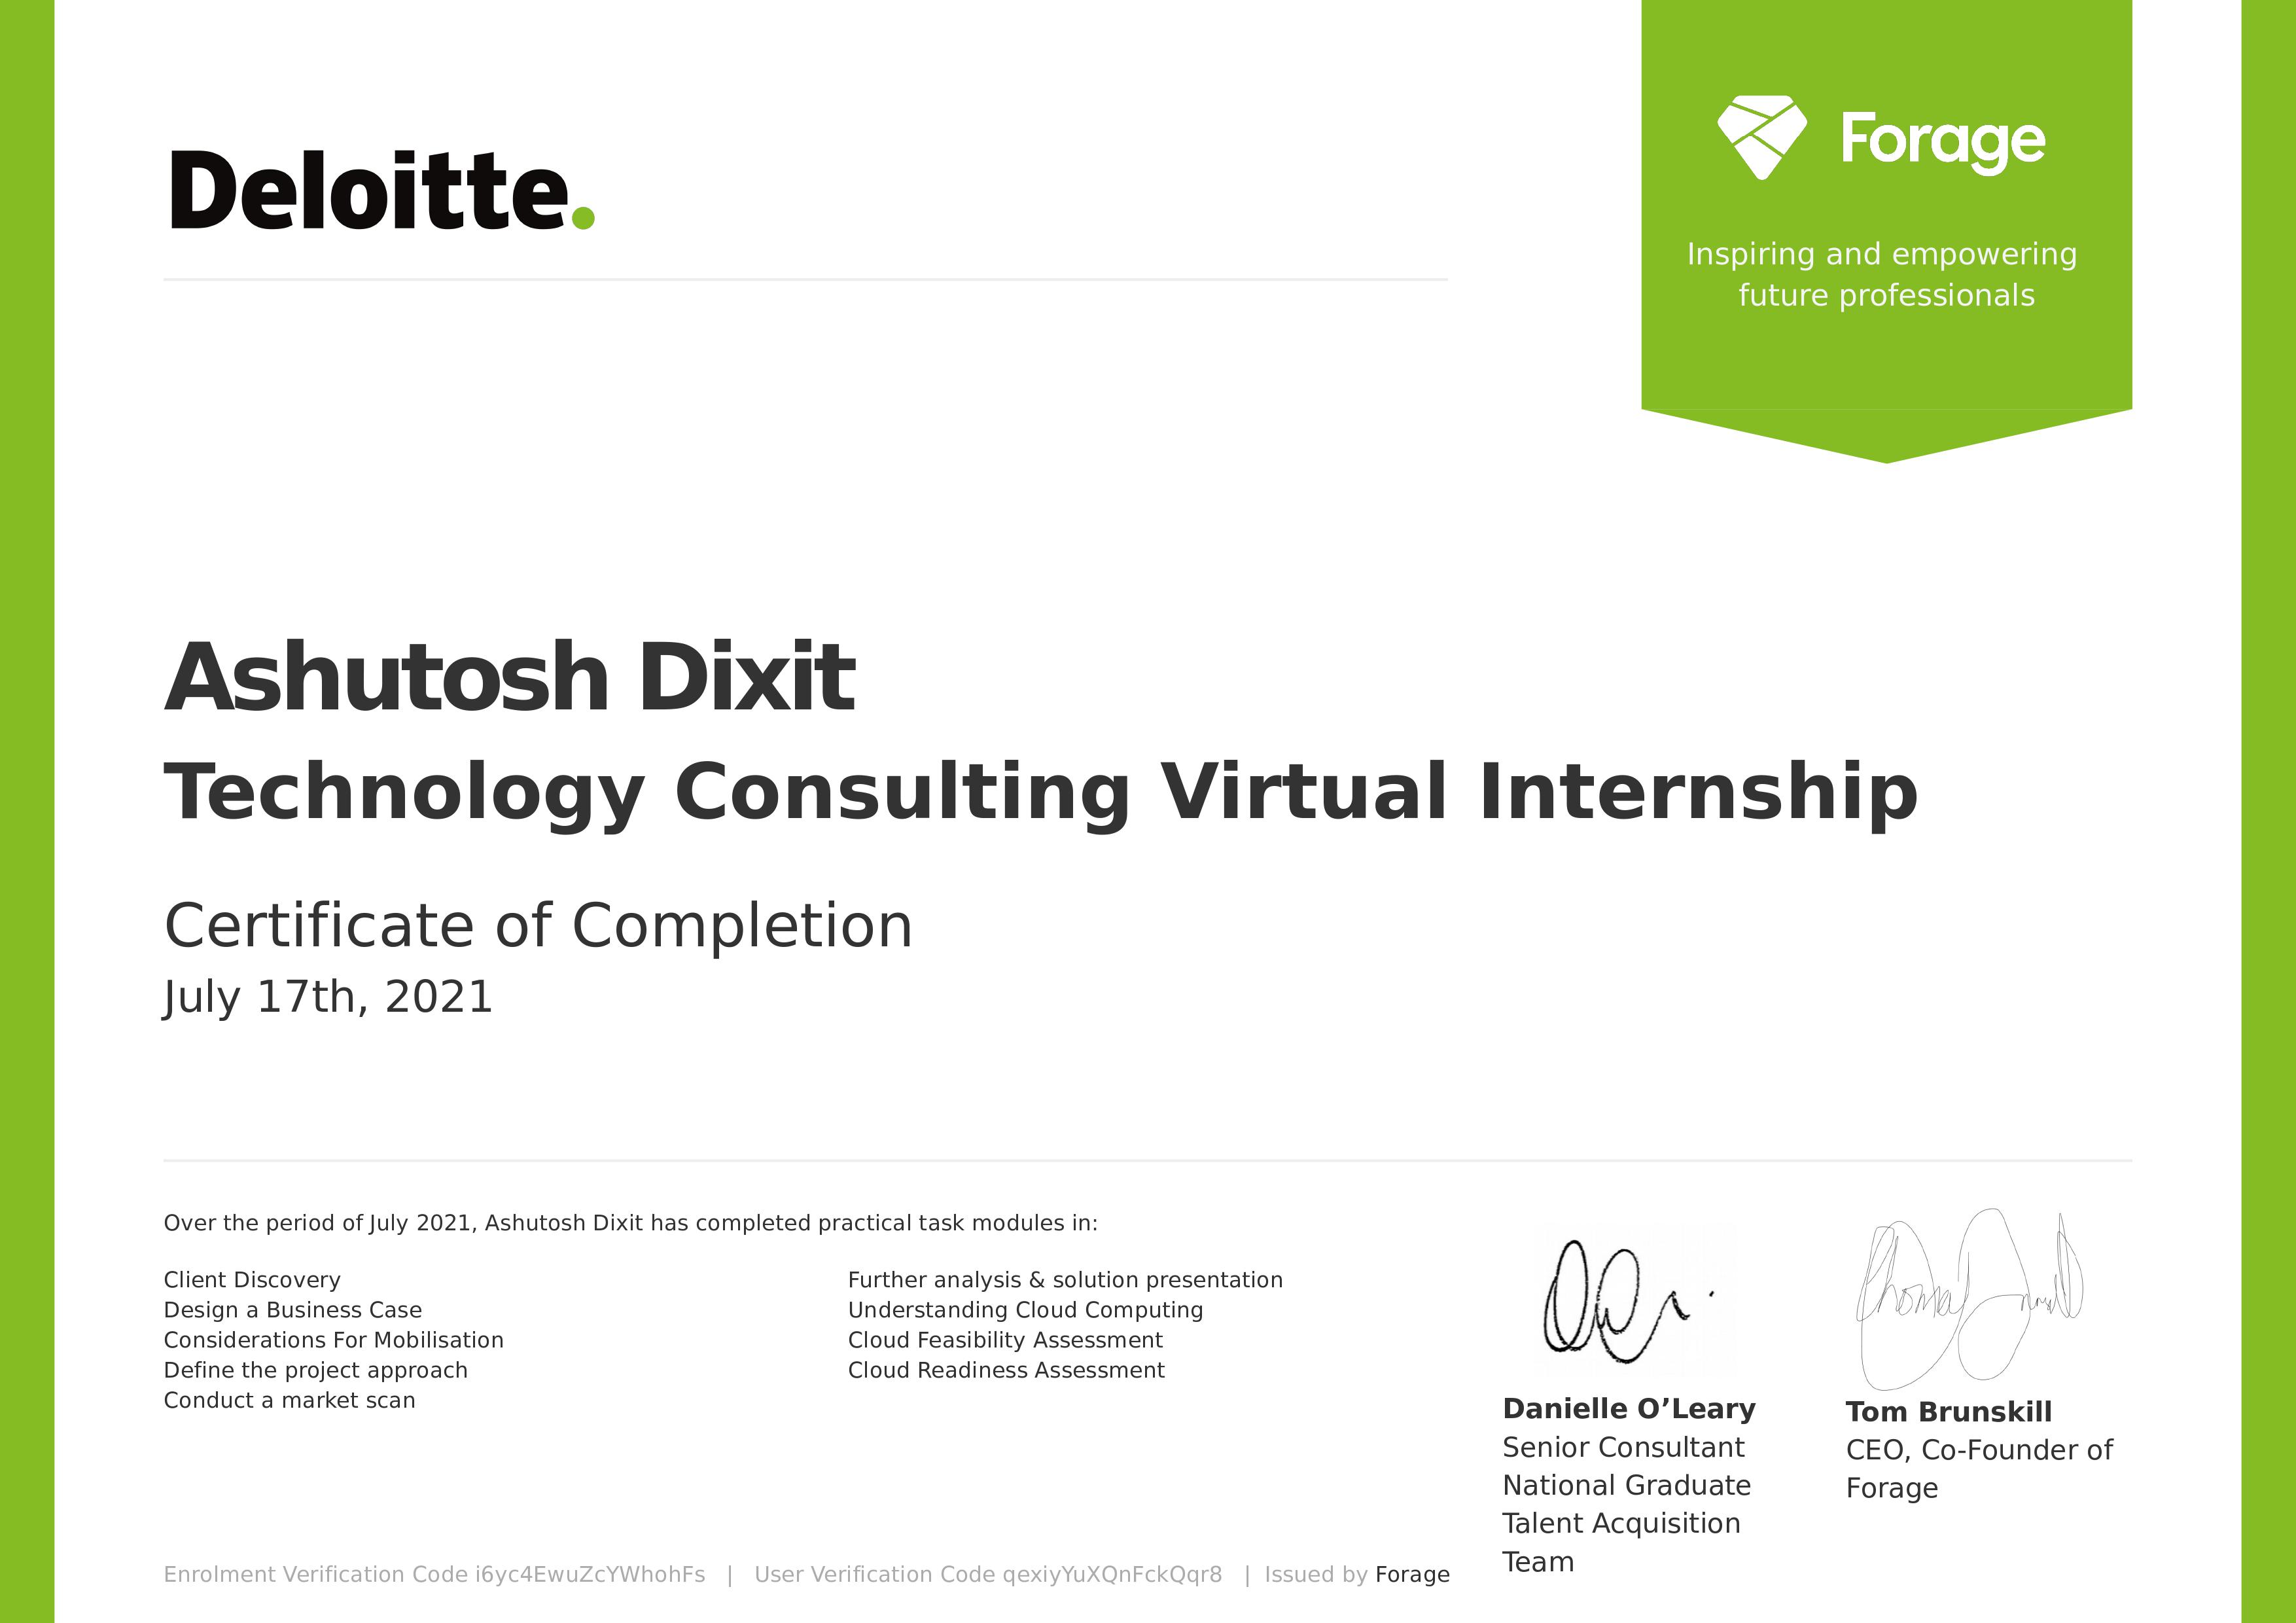 Deloitte.
Forage
Inspiring and empowering
future professionals
Ashutosh Dixit
Technology Consulting Virtual Internship
Certificate of Completion
July 17th, 2021
Over the period of July 2021, Ashutosh Dixit has completed practical task modules in:
Client Discovery
Design a Business Case
Considerations For Mobilisation
Define the project approach
Conduct a market scan
Further analysis & solution presentation
Understanding Cloud Computing
Cloud Feasibility Assessment
Cloud Readiness Assessment
Danielle O’Leary
Senior Consultant
National Graduate
Talent Acquisition
Team
Tom Brunskill
CEO, Co-Founder of
Forage
Enrolment Verification Code i6yc4EwuZcYWhohFs | User Verification Code qexiyYuXQnFckQqr8 | Issued by Forage